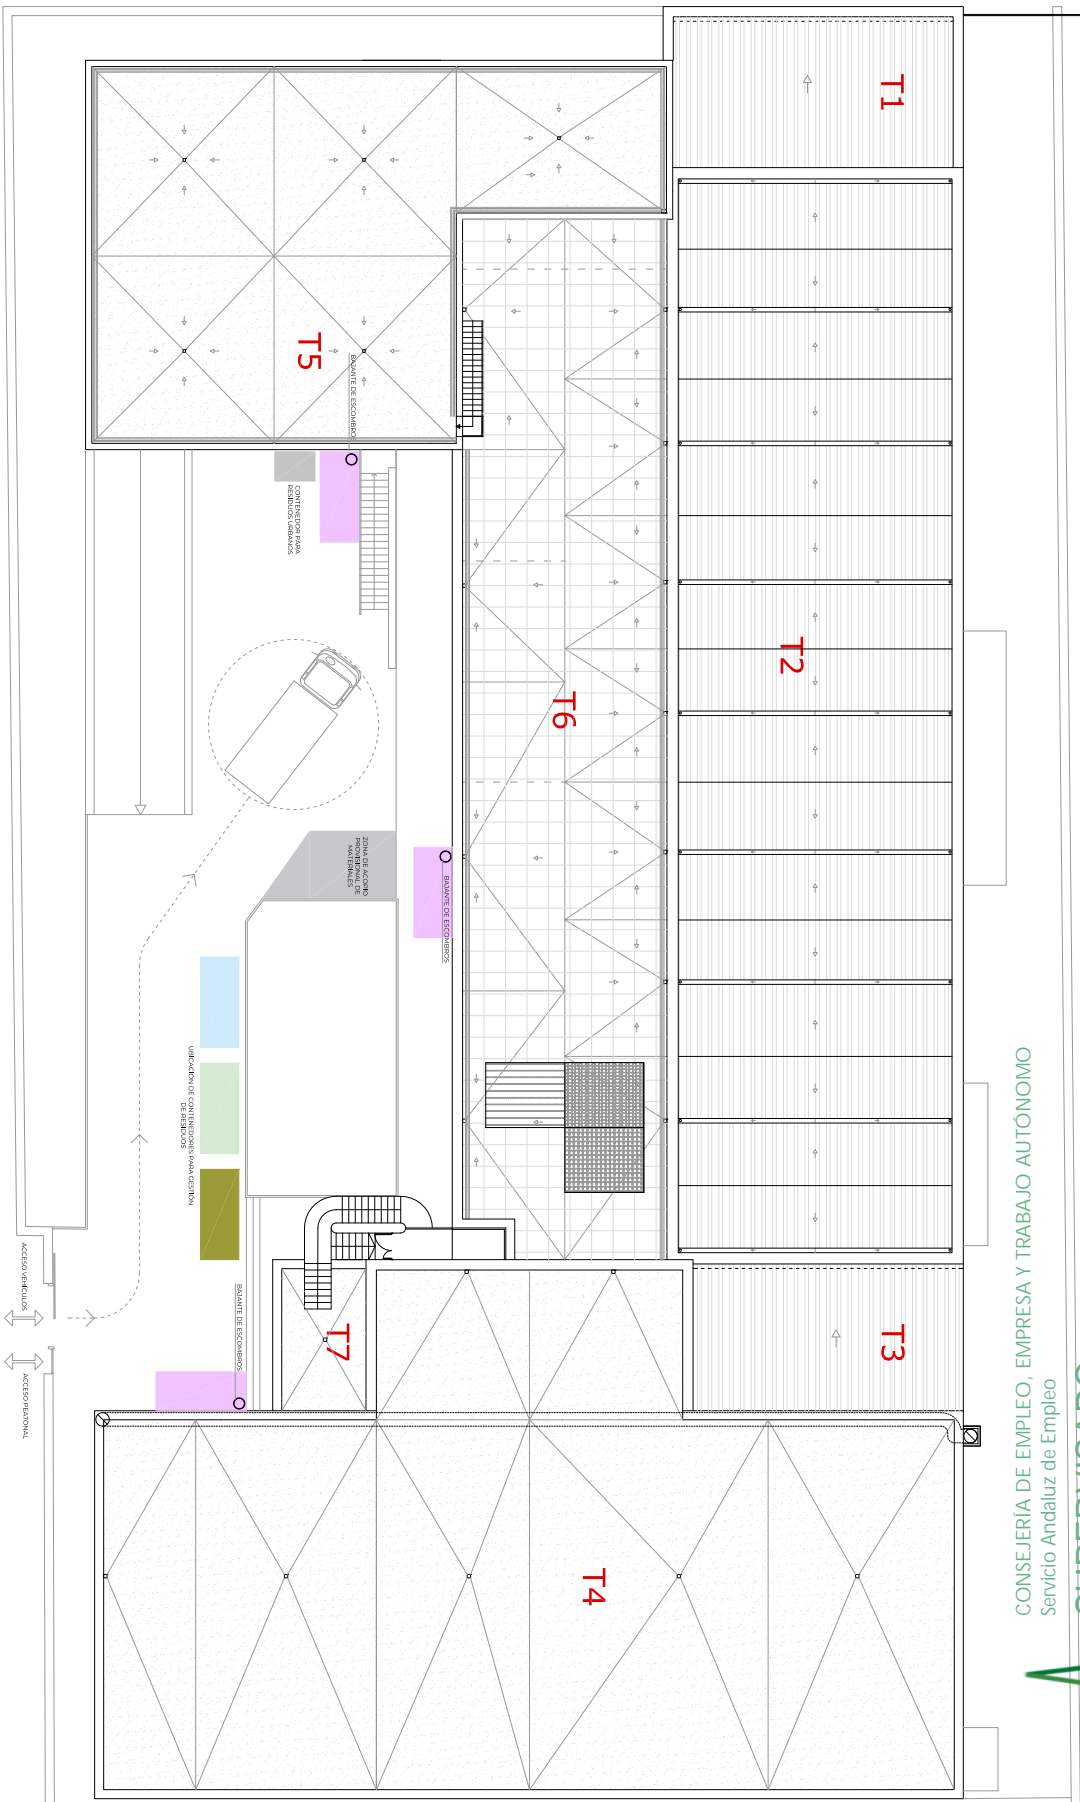 T1
T5
BAJANTE DE ESCOMBROS
CONTENEDOR PARA
RESIDUOS URBANOS
T2
T6
ZONA DE ACOPIO
PROVISIONAL DE
MATERIALES
BAJANTE DE ESCOMBROS
UBICACIÓN DE CONTENEDORES PARA GESTIÓN
DE RESIDUOS
ACCESO VEHÍCULOS
ACCESO PEATONAL
BAJANTE DE ESCOMBROS
T7
T3
T4
CONSEJERÍA DE EMPLEO, EMPRESA Y TRABAJO AUTÓNOMO
Servicio Andaluz de Empleo